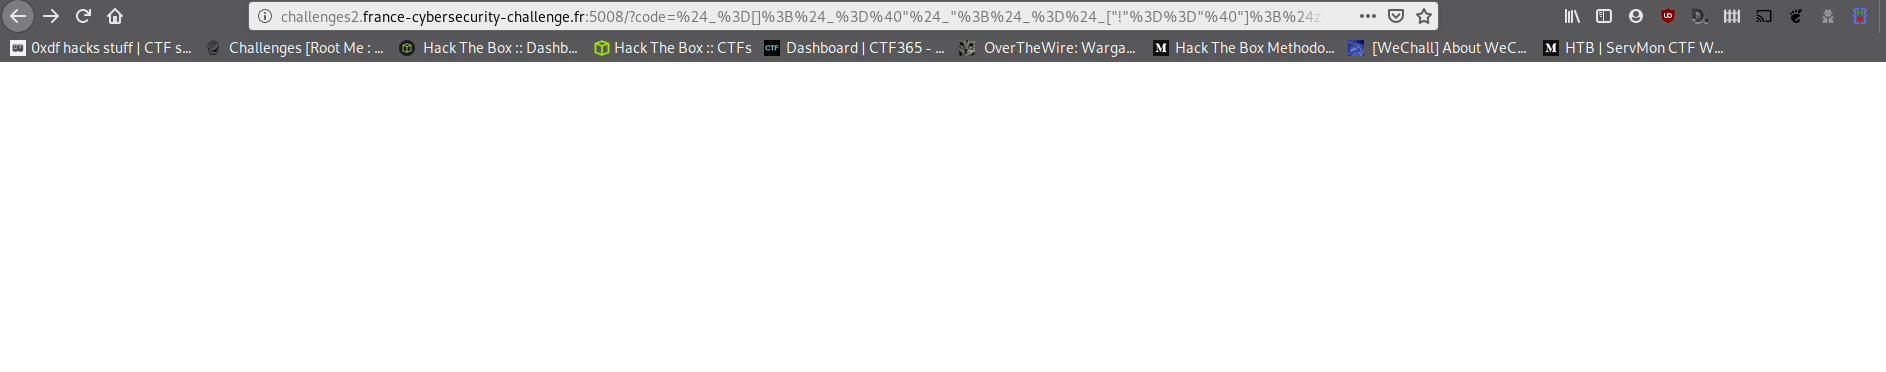 challenges2.france-cybersecurity-challenge.fr:5008/?code=%24_%3D[]%3B%24_%3D%40"%24_"%3B%24_%3D%24_["!"%3D%3D"%40"]%3B%24z
0xdf hacks stuff | CTF s... Challenges [Root Me : ... Hack The Box :: Dashb... Hack The Box :: CTFs CTF Dashboard | CTF365 - ... OverTheWire: Warga... M Hack The Box Methodo... [WeChall] About WeC... M HTB | ServMon CTF W...